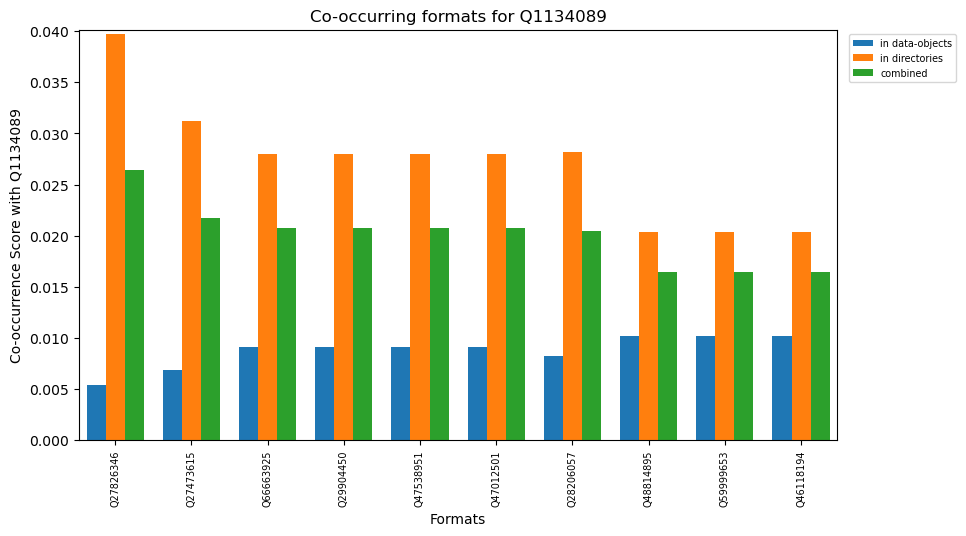 Co-occurring formats for Q1134089
in data-objects
in directories
combined
Co-occurrence Score with Q1134089
0.040
0.035
0.030
0.025
0.020
0.015
0.010
0.005
0.000
Q27826346
Q27473615
Q66663925
Q29904450
Q47538951
Q47012501
Q28206057
Q48814895
Q59999653
Q46118194
Formats